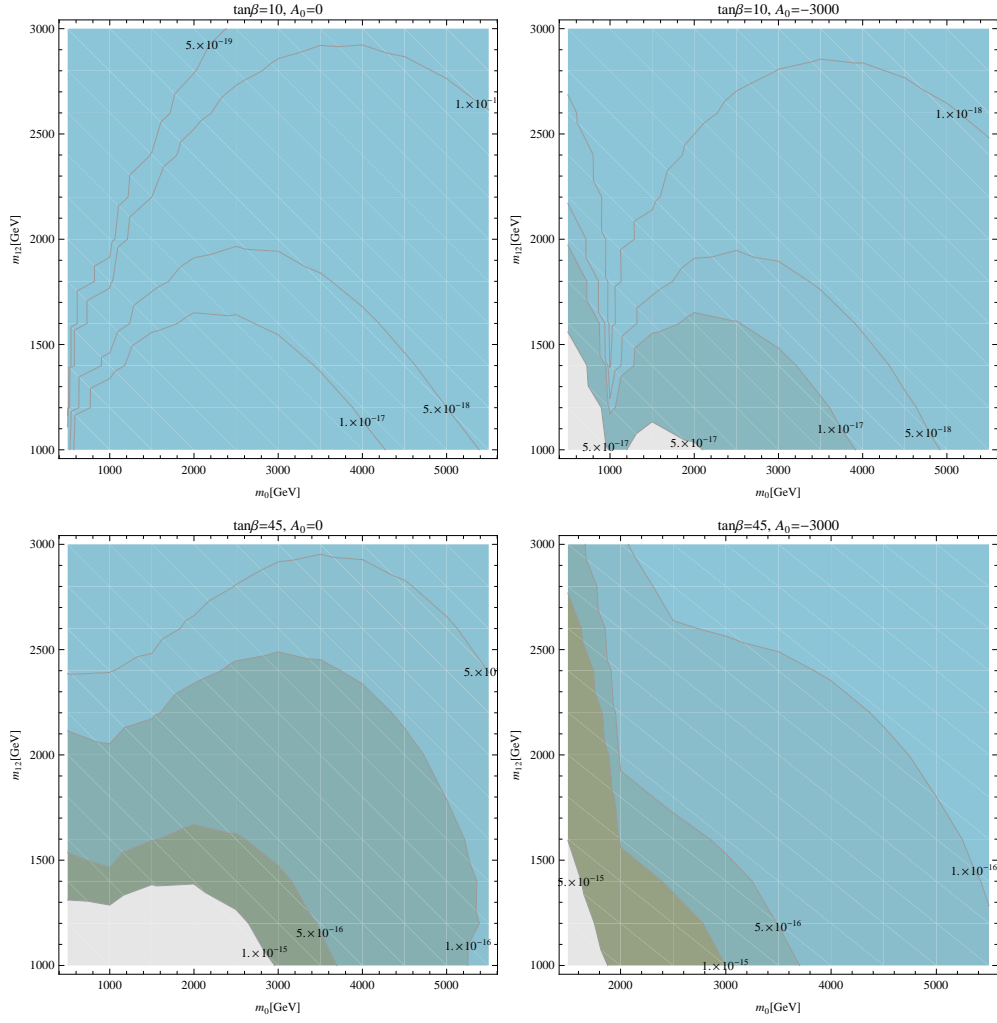 tanβ=10, A₀=0
3000
2500
2000
1500
1000
m₁₂[GeV]
1000 2000 3000 4000 5000
m₀[GeV]
5.×10⁻¹⁹
1.×10⁻¹
5.×10⁻¹⁸
1.×10⁻¹⁷
tanβ=10, A₀=−3000
3000
2500
2000
1500
1000
m₁₂[GeV]
1000 2000 3000 4000 5000
m₀[GeV]
1.×10⁻¹⁸
1.×10⁻¹⁷
5.×10⁻¹⁸
5.×10⁻¹⁷
5.×10⁻¹⁷
tanβ=45, A₀=0
3000
2500
2000
1500
1000
m₁₂[GeV]
1000 2000 3000 4000 5000
m₀[GeV]
5.×10
5.×10⁻¹⁶
1.×10⁻¹⁵
1.×10⁻¹⁶
tanβ=45, A₀=−3000
3000
2500
2000
1500
1000
m₁₂[GeV]
2000 3000 4000 5000
m₀[GeV]
5.×10⁻¹⁵
1.×10⁻¹⁶
5.×10⁻¹⁶
1.×10⁻¹⁵